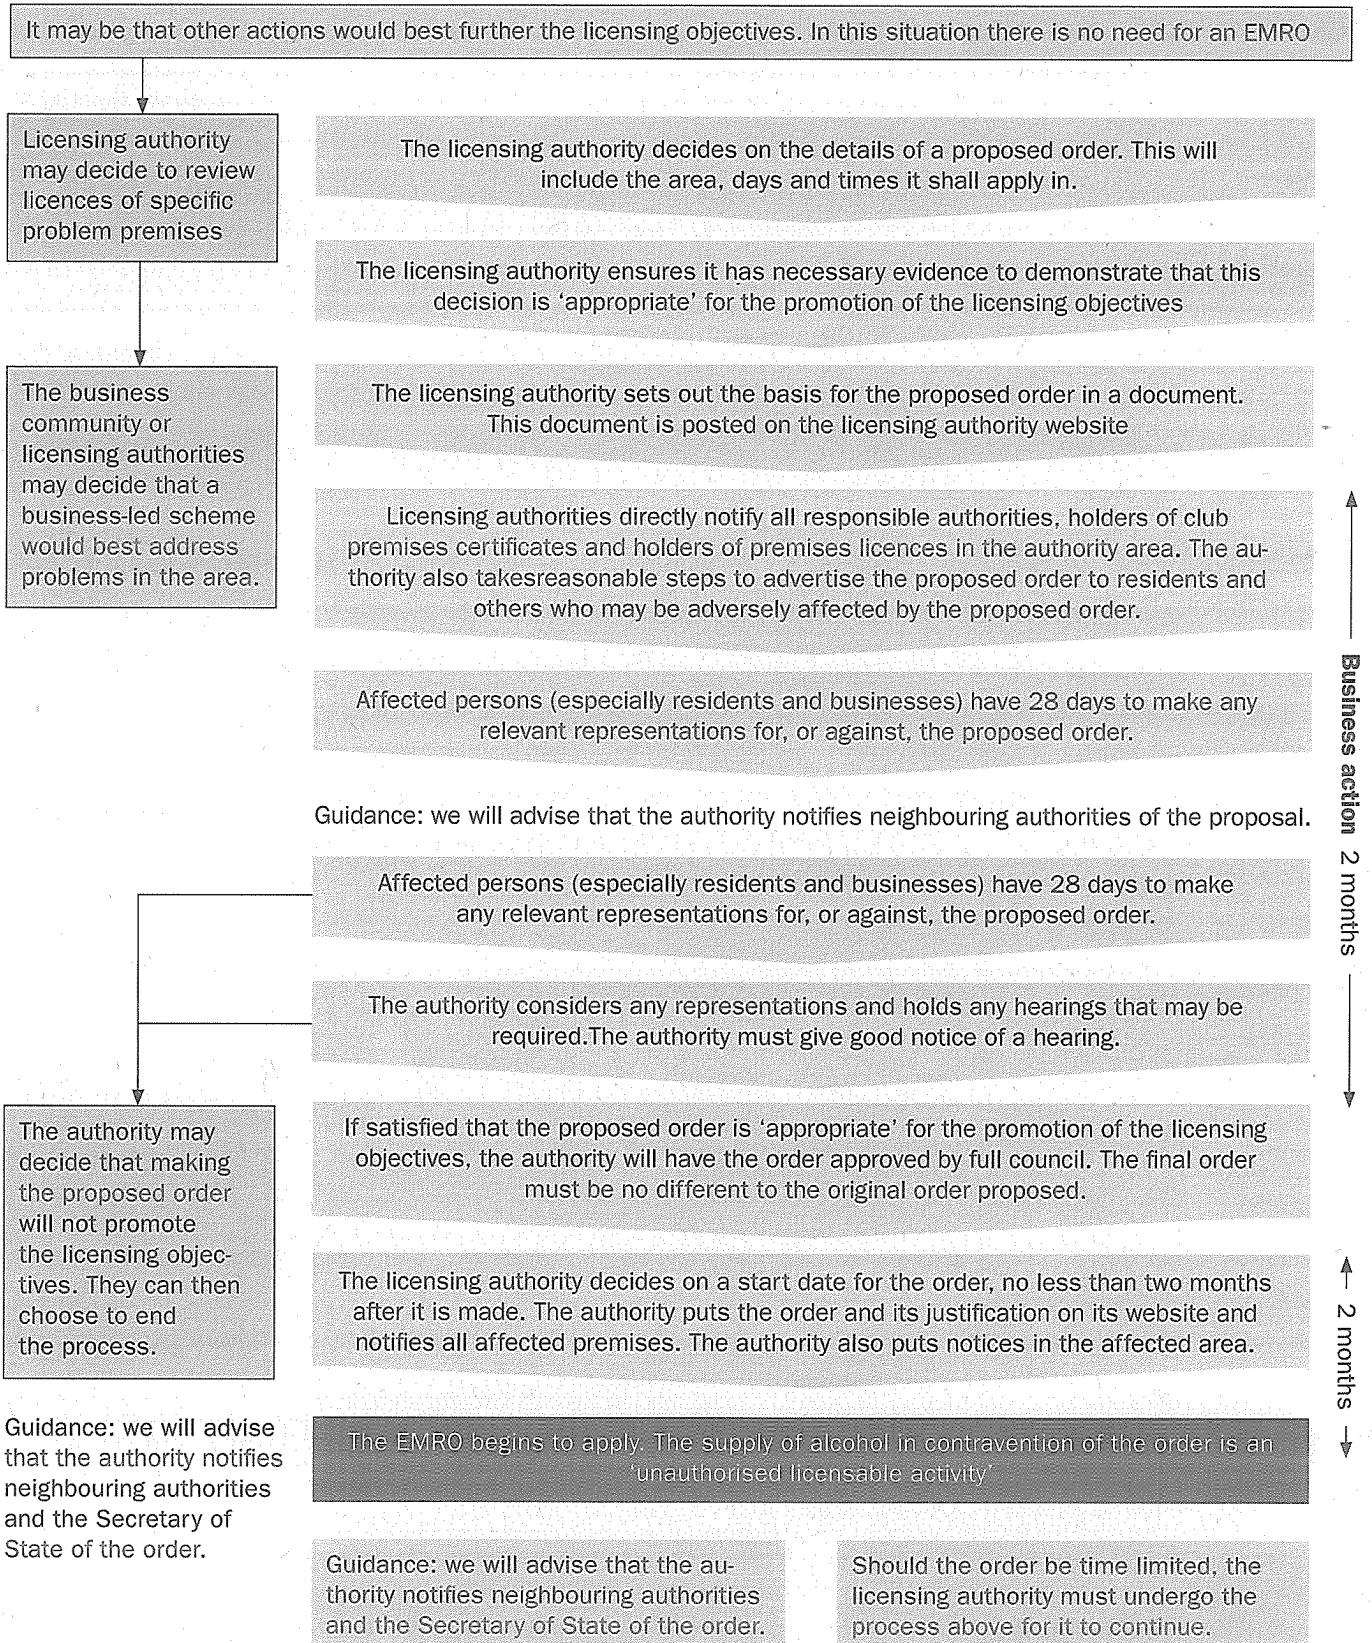 It may be that other actions would best further the licensing objectives. In this situation there is no need for an EMRO
Licensing authority
may decide to review
licences of specific
problem premises
The business
community or
licensing authorities
may decide that a
business-led scheme
would best address
problems in the area.
The licensing authority decides on the details of a proposed order. This will
include the area, days and times it shall apply in.
The licensing authority ensures it has necessary evidence to demonstrate that this
decision is ‘appropriate’ for the promotion of the licensing objectives
The licensing authority sets out the basis for the proposed order in a document.
This document is posted on the licensing authority website
Licensing authorities directly notify all responsible authorities, holders of club
premises certificates and holders of premises licences in the authority area. The au-
thority also takesreasonable steps to advertise the proposed order to residents and
others who may be adversely affected by the proposed order.
Affected persons (especially residents and businesses) have 28 days to make any
relevant representations for, or against, the proposed order.
Guidance: we will advise that the authority notifies neighbouring authorities of the proposal.
Affected persons (especially residents and businesses) have 28 days to make
any relevant representations for, or against, the proposed order.
The authority considers any representations and holds any hearings that may be
required.The authority must give good notice of a hearing.
Business action 2 months
The authority may
decide that making
the proposed order
will not promote
the licensing objec-
tives. They can then
choose to end
the process.
If satisfied that the proposed order is ‘appropriate’ for the promotion of the licensing
objectives, the authority will have the order approved by full council. The final order
must be no different to the original order proposed.
The licensing authority decides on a start date for the order, no less than two months
after it is made. The authority puts the order and its justification on its website and
notifies all affected premises. The authority also puts notices in the affected area.
2 months
Guidance: we will advise
that the authority notifies
neighbouring authorities
and the Secretary of
State of the order.
The EMRO begins to apply. The supply of alcohol in contravention of the order is an
‘unauthorised licensable activity’
Guidance: we will advise that the au-
thority notifies neighbouring authorities
and the Secretary of State of the order.
Should the order be time limited, the
licensing authority must undergo the
process above for it to continue.